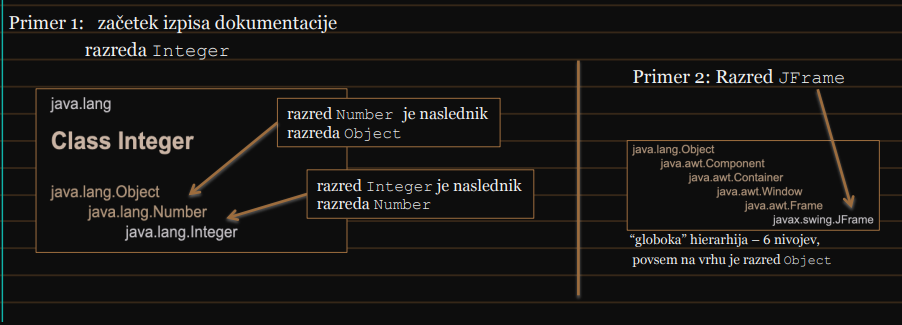 Primer 1: začetek izpisa dokumentacije
razreda Integer
java.lang
Class Integer
java.lang.Object
java.lang.Number
java.lang.Integer
razred Number je naslednik
razreda Object
razred Integer je naslednik
razreda Number
Primer 2: Razred JFrame
java.lang.Object
java.awt.Component
java.awt.Container
java.awt.Window
java.awt.Frame
javax.swing.JFrame
“globoka” hierarhija – 6 nivojev,
povsem na vrhu je razred Object